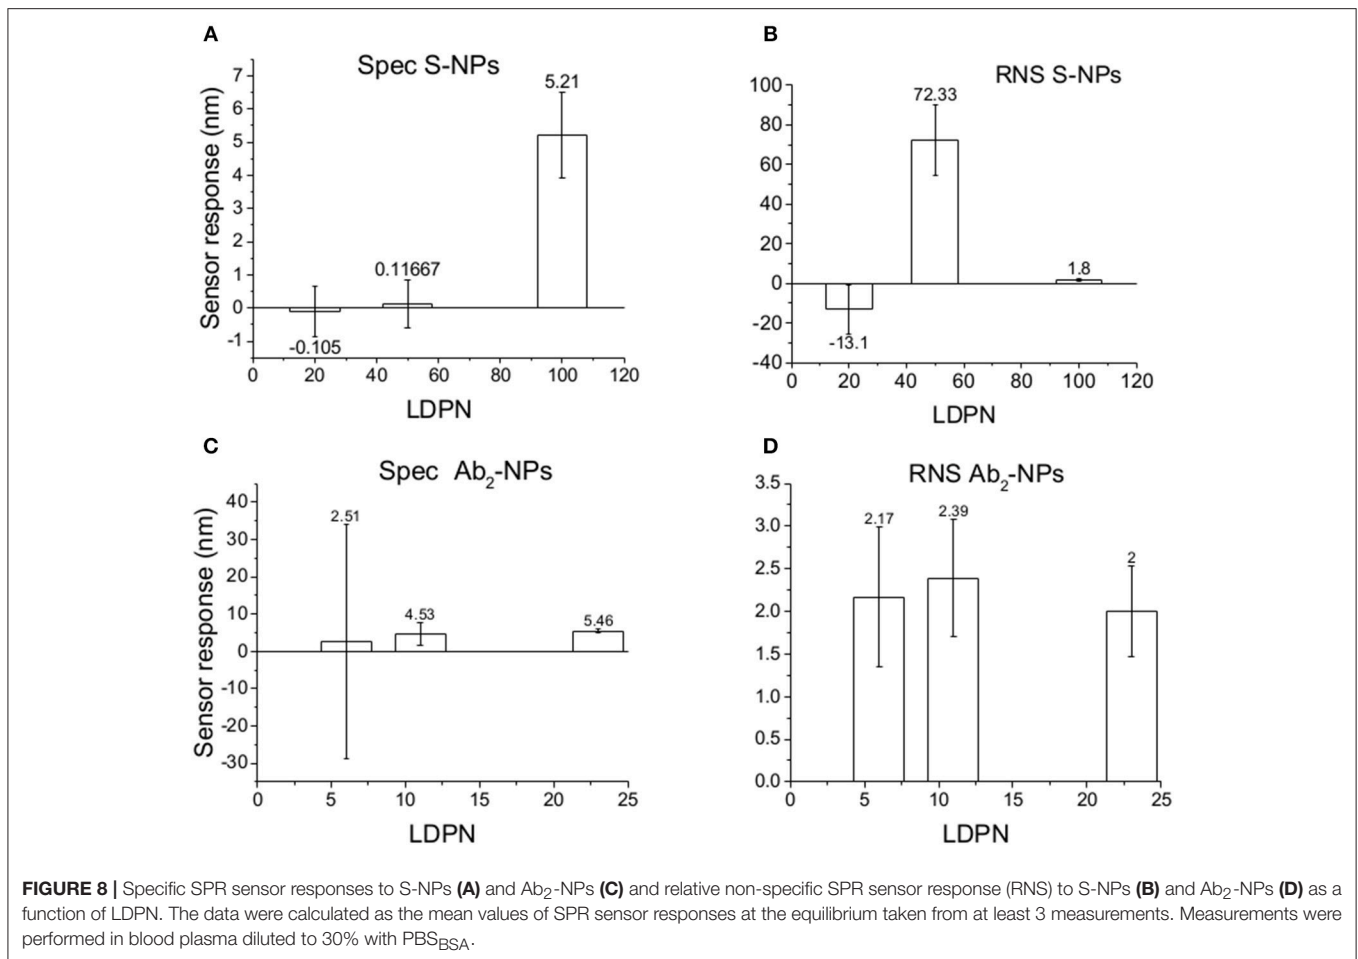 A
Spec S-NPs
Sensor response (nm)
7
6
5
4
3
2
1
0
-1
5.21
0.11667
-0.105
0 20 40 60 80 100 120
LDPN
B
RNS S-NPs
100
80
60
40
20
0
-20
-40
72.33
1.8
-13.1
0 20 40 60 80 100 120
LDPN
C
Spec Ab2-NPs
Sensor response (nm)
40
30
20
10
0
-10
-20
-30
2.51
4.53
5.46
0 5 10 15 20 25
LDPN
D
RNS Ab2-NPs
3.5
3.0
2.5
2.0
1.5
1.0
0.5
0.0
2.17
2.39
2
0 5 10 15 20 25
LDPN
FIGURE 8 | Specific SPR sensor responses to S-NPs (A) and Ab2-NPs (C) and relative non-specific SPR sensor response (RNS) to S-NPs (B) and Ab2-NPs (D) as a
function of LDPN. The data were calculated as the mean values of SPR sensor responses at the equilibrium taken from at least 3 measurements. Measurements were
performed in blood plasma diluted to 30% with PBSBSA.